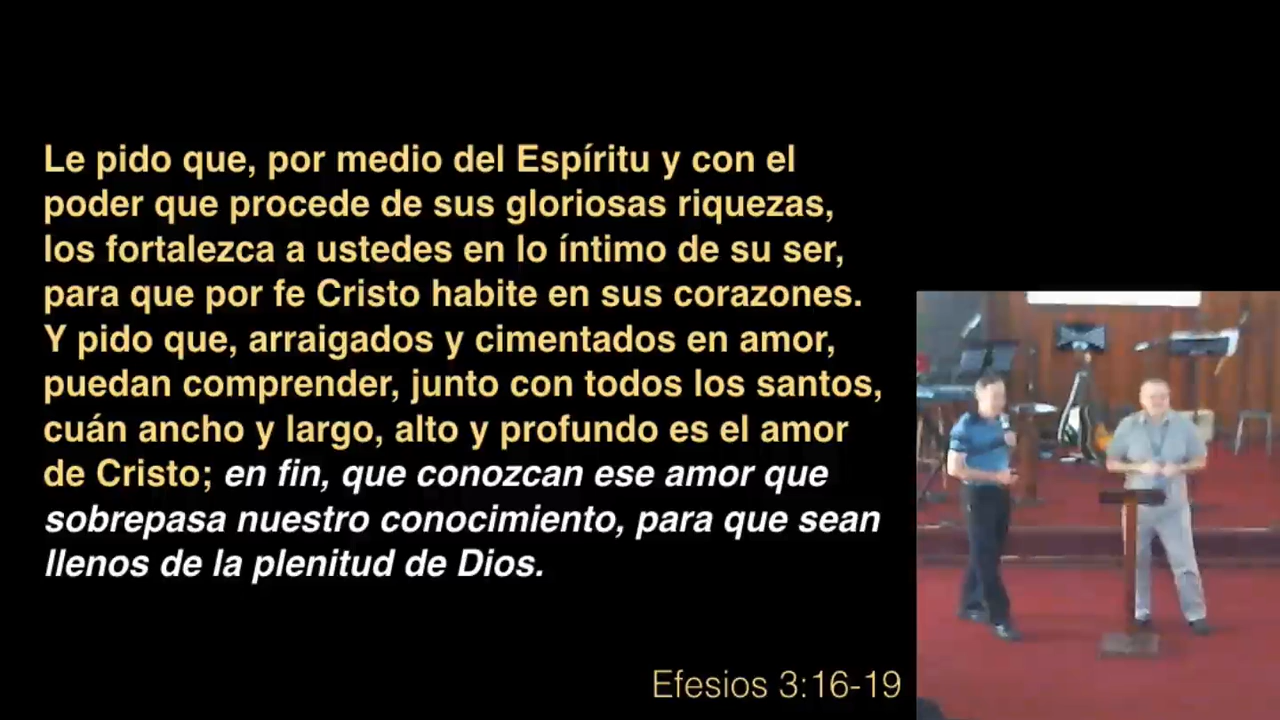 Le pido que, por medio del Espíritu y con el
poder que procede de sus gloriosas riquezas,
los fortalezca a ustedes en lo íntimo de su ser,
para que por fe Cristo habite en sus corazones.
Y pido que, arraigados y cimentados en amor,
puedan comprender, junto con todos los santos,
cuán ancho y largo, alto y profundo es el amor
de Cristo; en fin, que conozcan ese amor que
sobrepasa nuestro conocimiento, para que sean
llenos de la plenitud de Dios.
Efesios 3:16-19